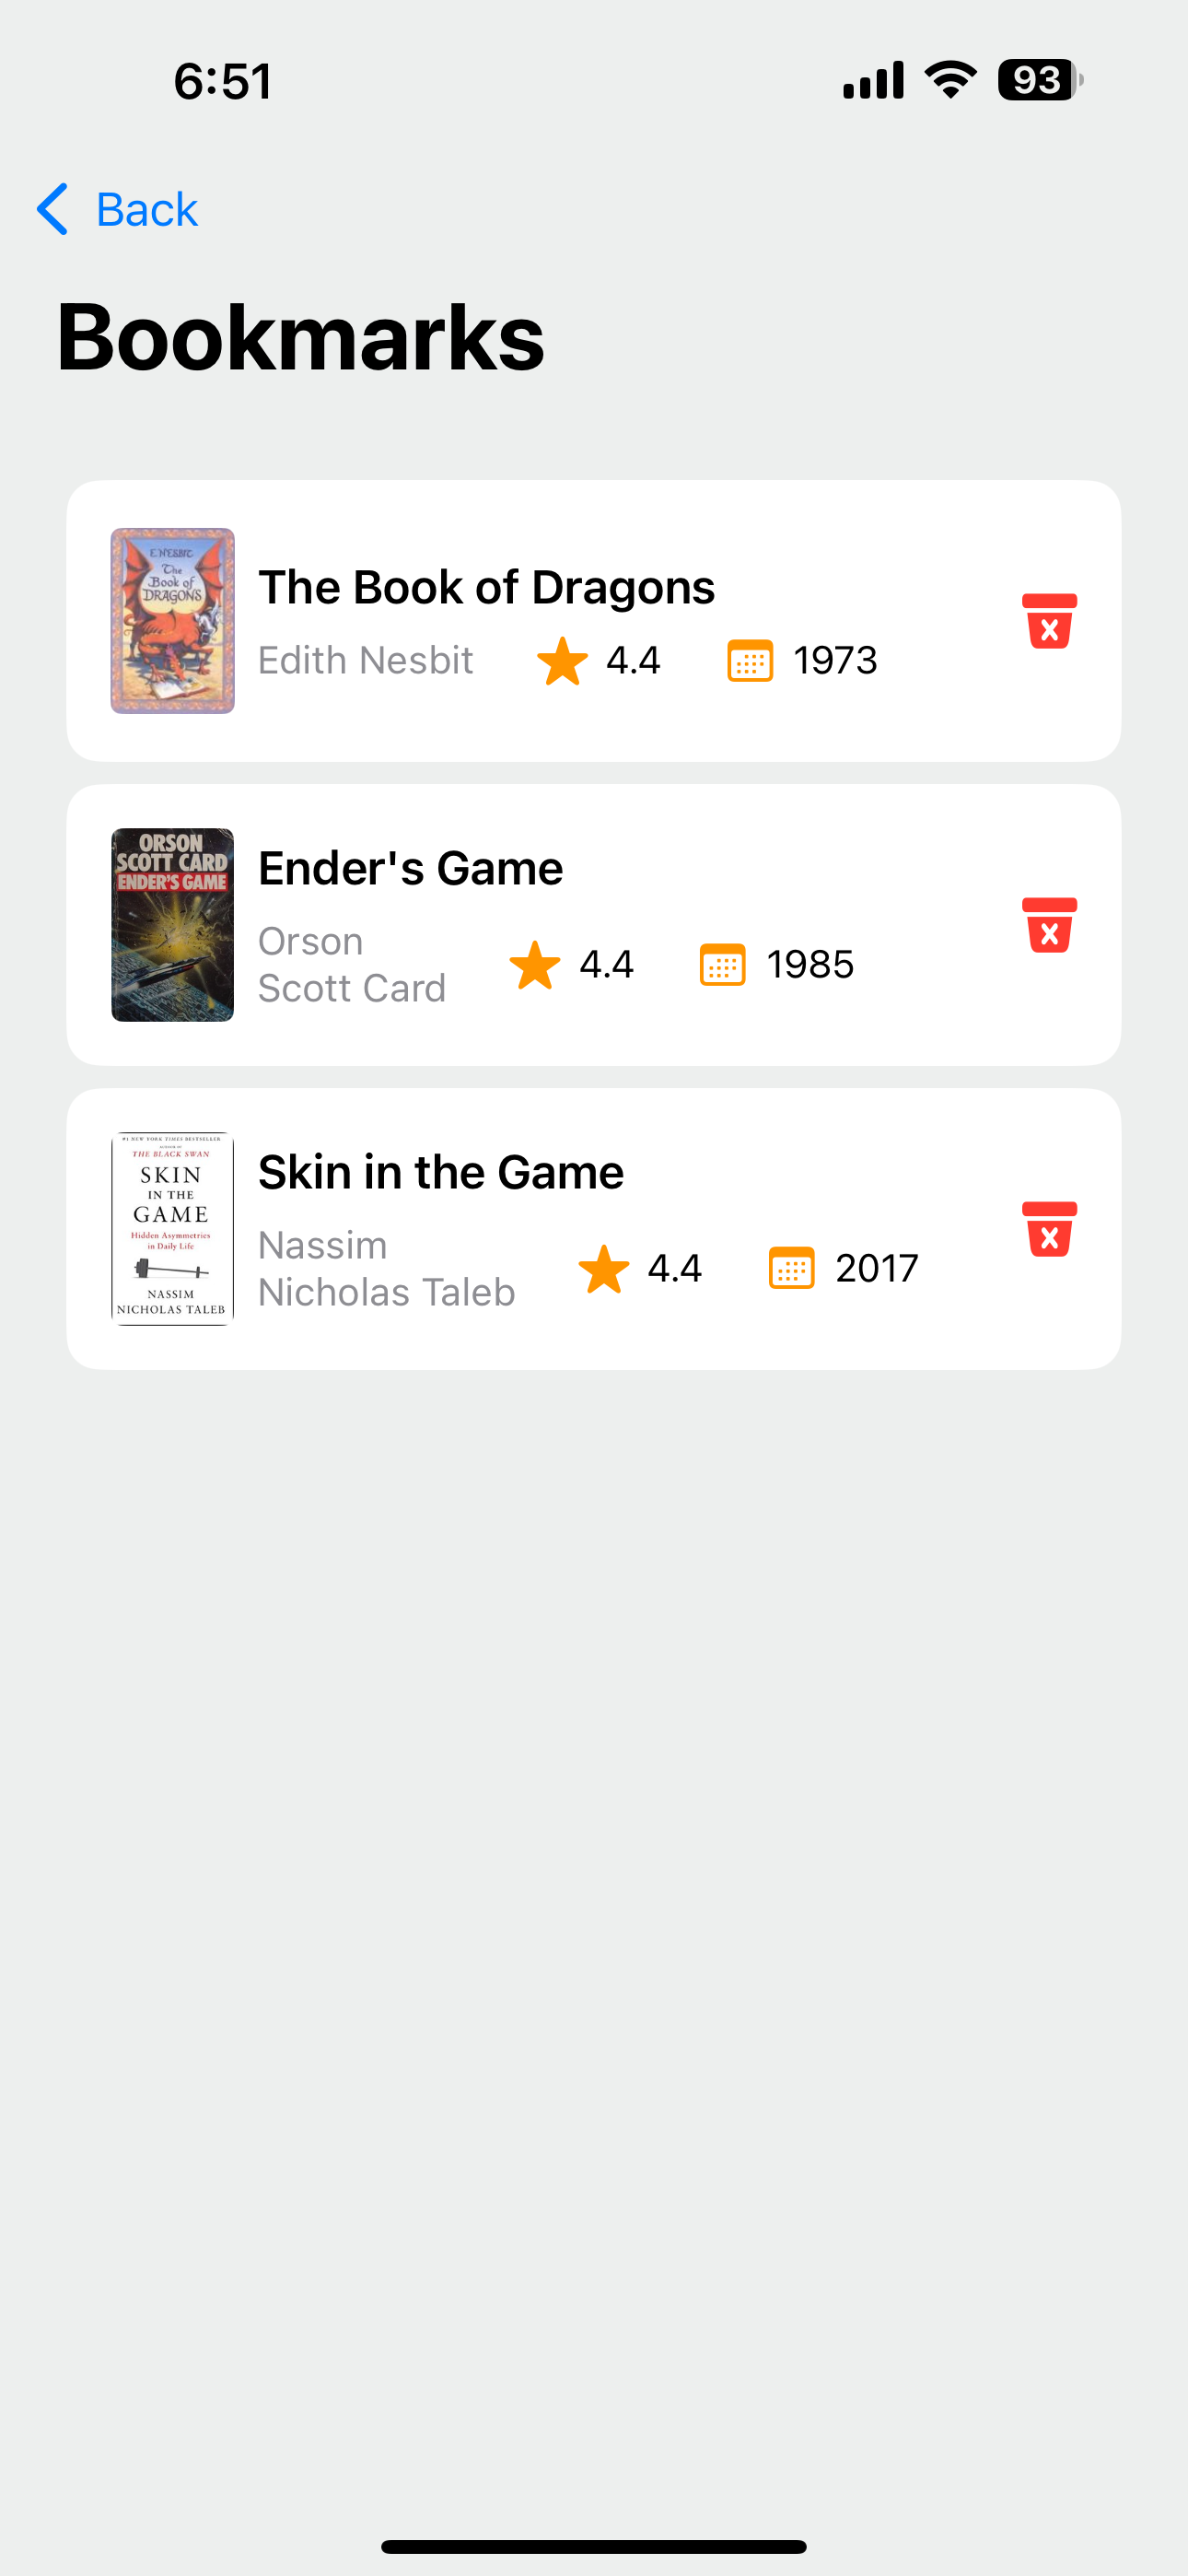 6:51
93
Back
Bookmarks
E. NESBIT
The
Book of
DRAGONS
The Book of Dragons
Edith Nesbit 4.4 1973
ORSON
SCOTT CARD
ENDER'S GAME
Ender's Game
Orson
Scott Card
4.4 1985
#1 NEW YORK TIMES BESTSELLER
AUTHOR OF
THE BLACK SWAN
SKIN
IN THE
GAME
Hidden Asymmetries
in Daily Life
NASSIM
NICHOLAS TALEB
Skin in the Game
Nassim
Nicholas Taleb
4.4 2017